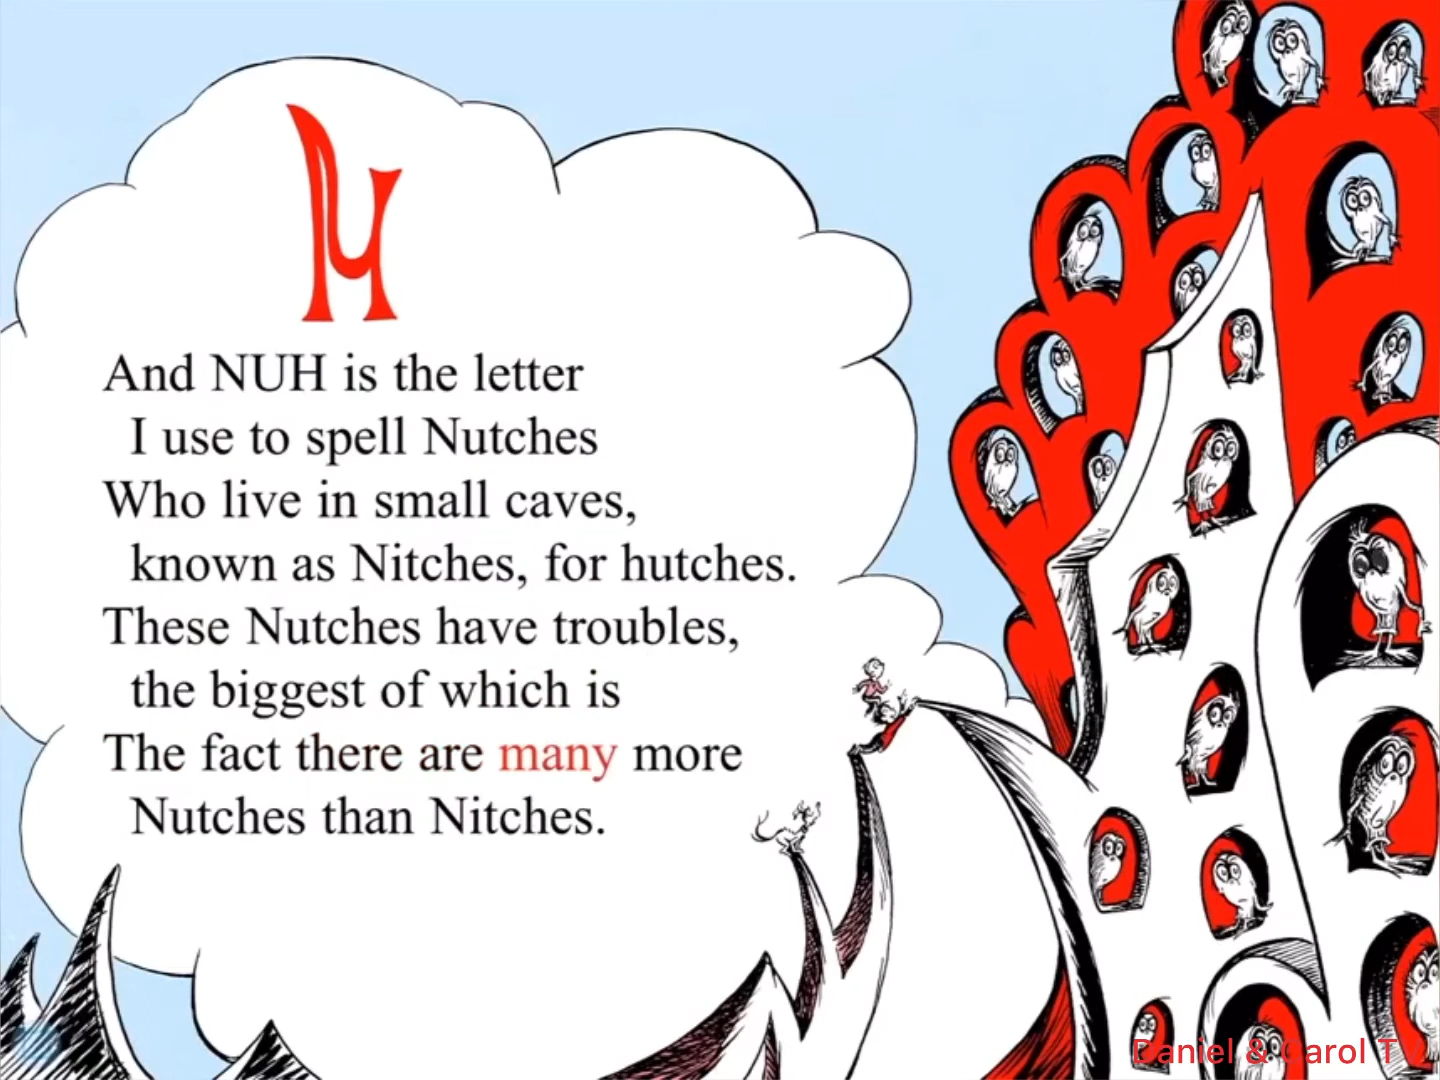 And NUH is the letter
I use to spell Nutches
Who live in small caves,
known as Nitches, for hutches.
These Nutches have troubles,
the biggest of which is
The fact there are many more
Nutches than Nitches.
Daniel & Carol T